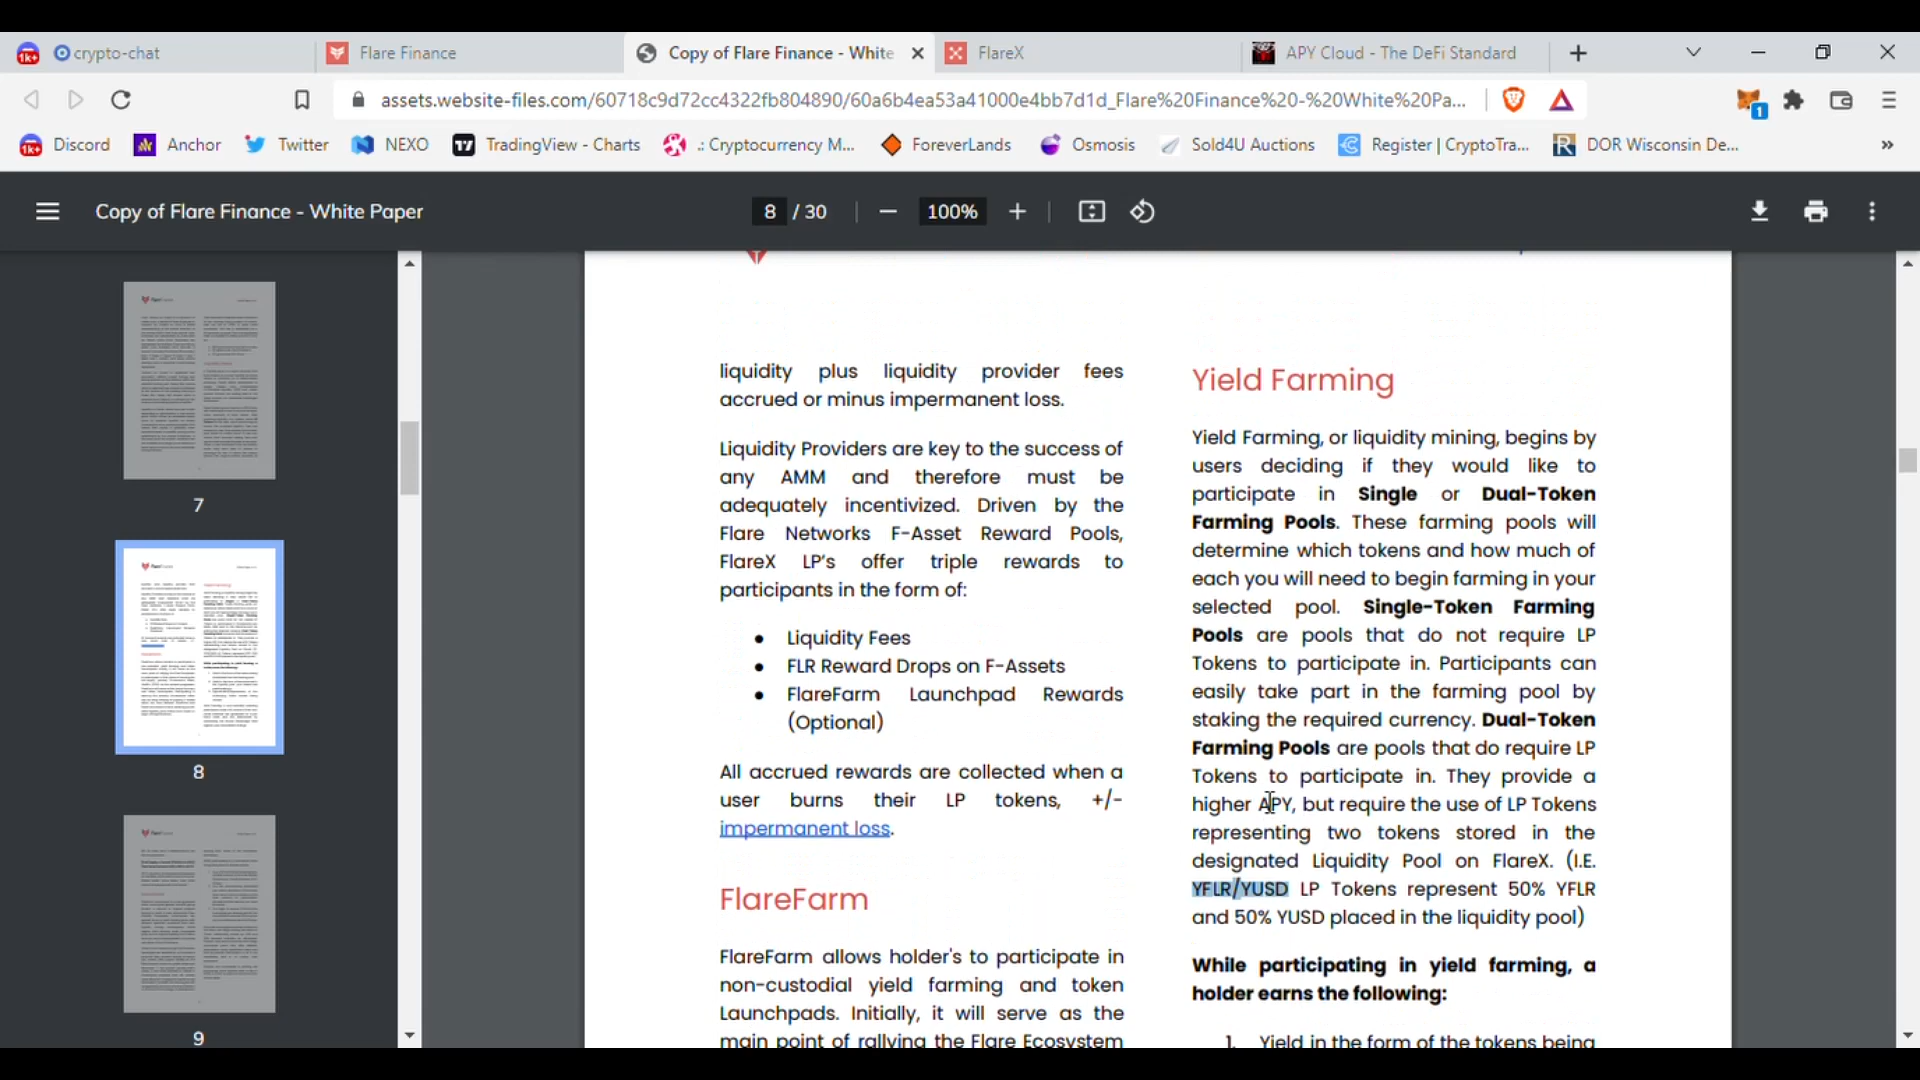 crypto-chat
Flare Finance
Copy of Flare Finance - White
FlareX
APY Cloud - The DeFi Standard
assets.website-files.com/60718c9d72cc4322fb804890/60a6b4ea53a41000e4bb7d1d_Flare%20Finance%20-%20White%20Pa...
1
1k+ Discord
Anchor
Twitter
NEXO
TradingView - Charts
.: Cryptocurrency M...
ForeverLands
Osmosis
Sold4U Auctions
Register | CryptoTra...
DOR Wisconsin De...
»
Copy of Flare Finance - White Paper
8 / 30
100%
7
8
9
liquidity plus liquidity provider fees
accrued or minus impermanent loss.
Liquidity Providers are key to the success of
any AMM and therefore must be
adequately incentivized. Driven by the
Flare Networks F-Asset Reward Pools,
FlareX LP's offer triple rewards to
participants in the form of:
● Liquidity Fees
● FLR Reward Drops on F-Assets
● FlareFarm Launchpad Rewards
(Optional)
All accrued rewards are collected when a
user burns their LP tokens, +/-
impermanent loss.
FlareFarm
FlareFarm allows holder's to participate in
non-custodial yield farming and token
Launchpads. Initially, it will serve as the
main point of rallying the Flare Ecosystem
Yield Farming
Yield Farming, or liquidity mining, begins by
users deciding if they would like to
participate in Single or Dual-Token
Farming Pools. These farming pools will
determine which tokens and how much of
each you will need to begin farming in your
selected pool. Single-Token Farming
Pools are pools that do not require LP
Tokens to participate in. Participants can
easily take part in the farming pool by
staking the required currency. Dual-Token
Farming Pools are pools that do require LP
Tokens to participate in. They provide a
higher APY, but require the use of LP Tokens
representing two tokens stored in the
designated Liquidity Pool on FlareX. (I.E.
YFLR/YUSD LP Tokens represent 50% YFLR
and 50% YUSD placed in the liquidity pool)
While participating in yield farming, a
holder earns the following:
1. Yield in the form of the tokens being